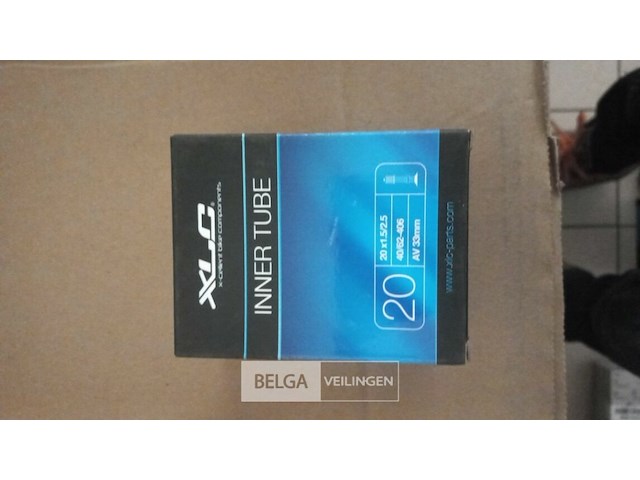 XLC®
x-cellent bike components
INNER TUBE
20
20 x1.5/2.5
40/62-406
AV 33mm
www.xlc-parts.com
BELGA VEILINGEN